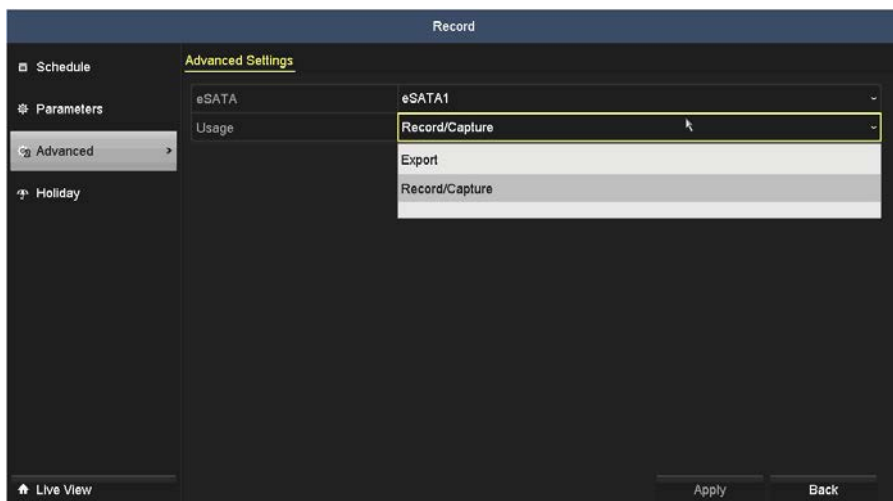 Record
Schedule
Parameters
Advanced
Holiday
Live View
Advanced Settings
eSATA eSATA1
Usage Record/Capture
Export
Record/Capture
Apply Back